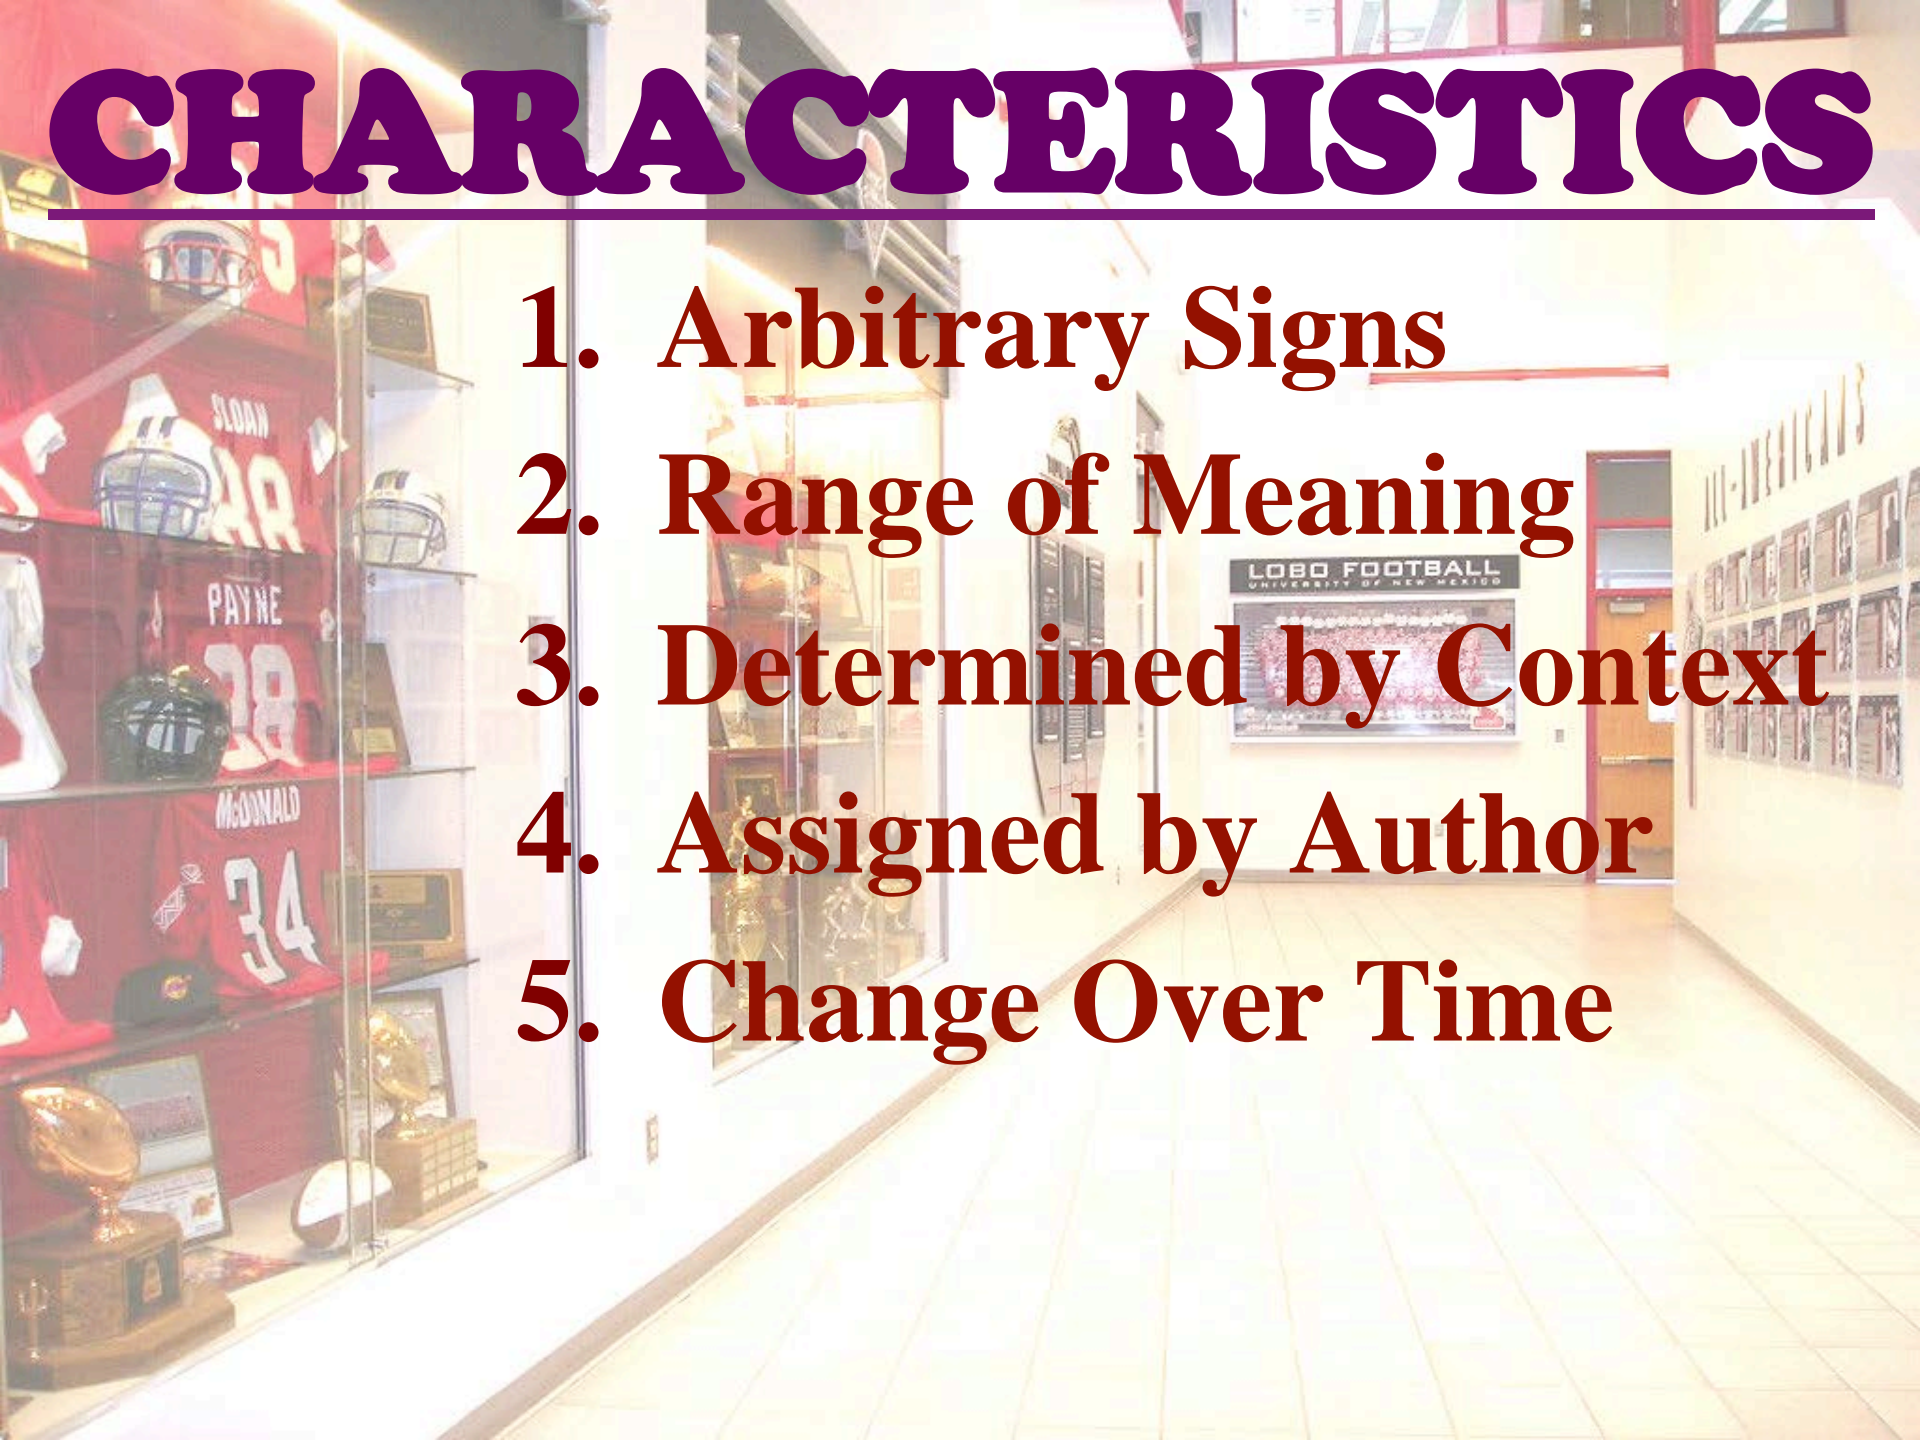 CHARACTERISTICS
1. Arbitrary Signs
2. Range of Meaning
3. Determined by Context
4. Assigned by Author
5. Change Over Time
SLOAN
88
PAYNE
28
McDONALD
34
LOBO FOOTBALL
UNIVERSITY OF NEW MEXICO
ALL-AMERICANS